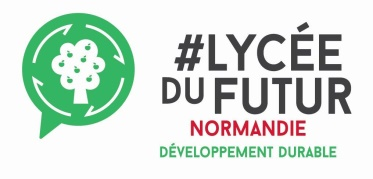 #LYCÉE
DU FUTUR
NORMANDIE
DÉVELOPPEMENT DURABLE